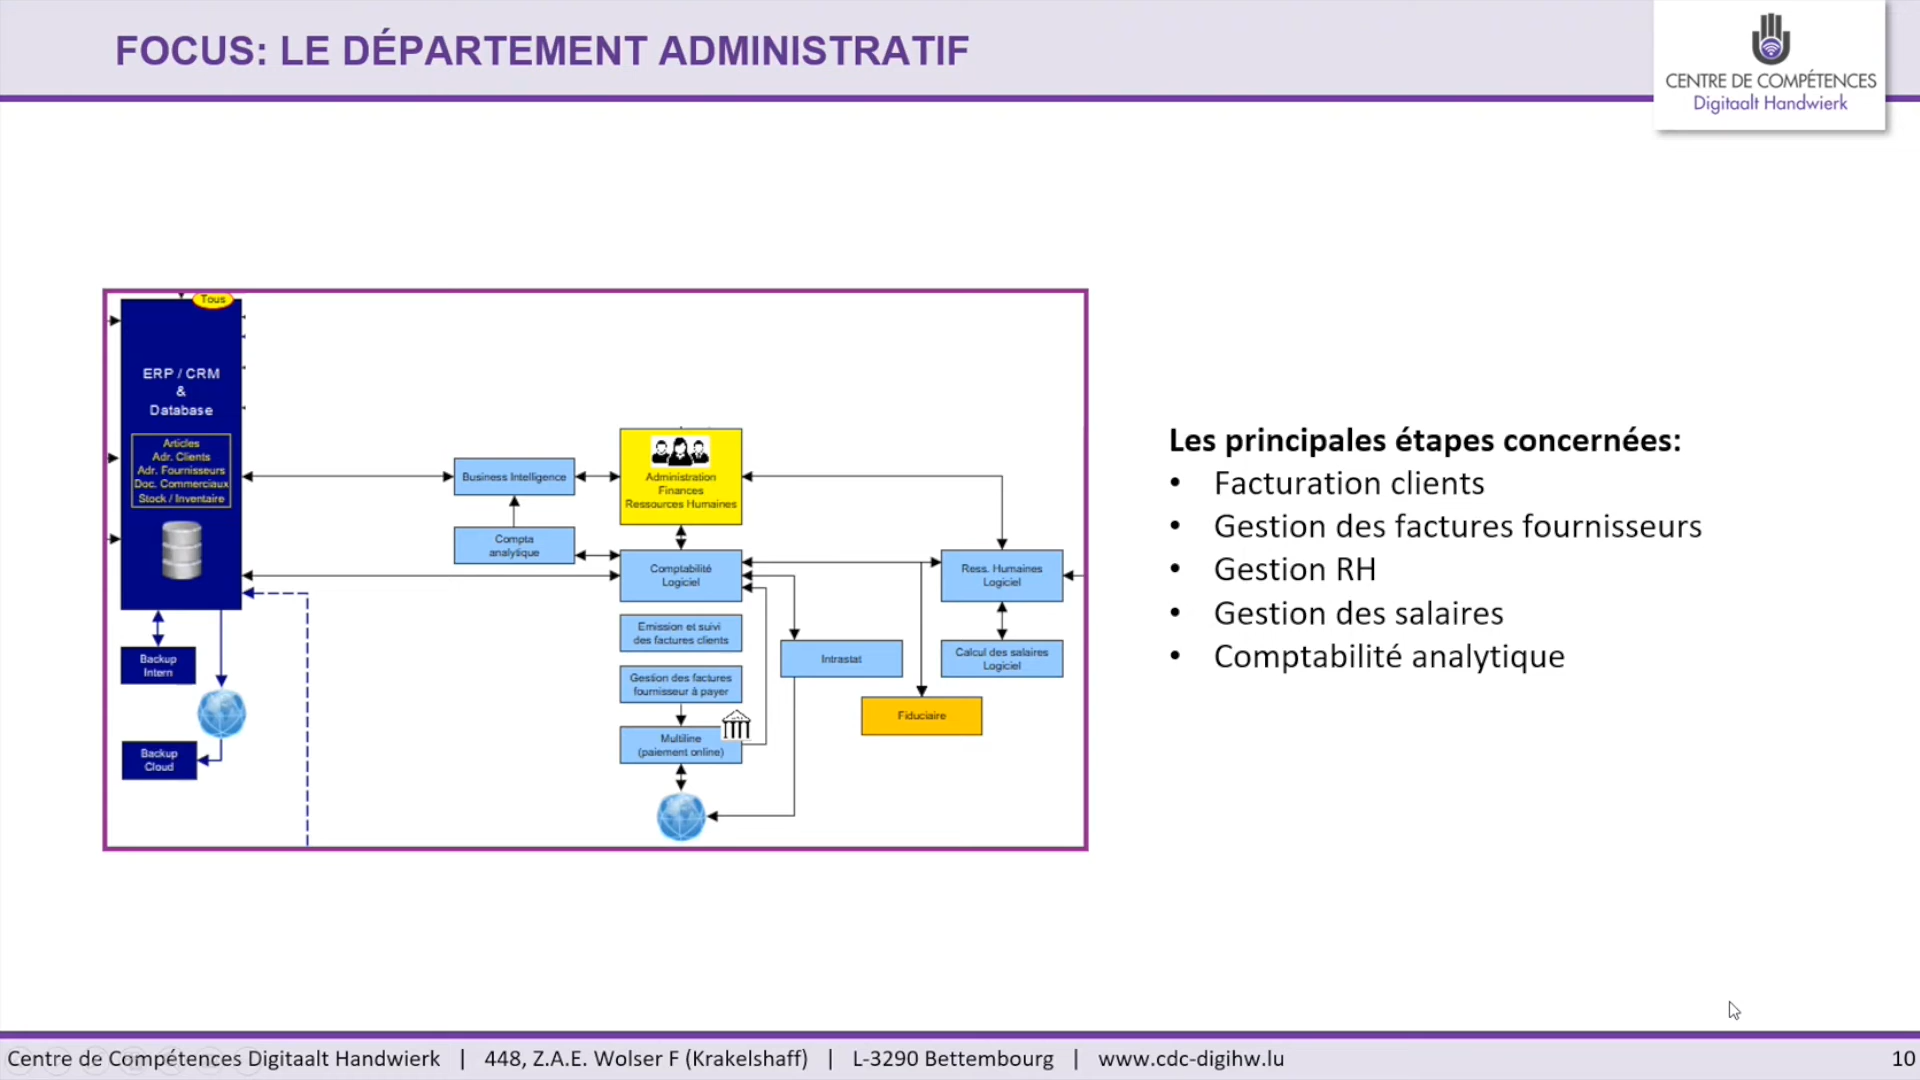 FOCUS: LE DÉPARTEMENT ADMINISTRATIF
CENTRE DE COMPÉTENCES
Digitaalt Handwierk
Tous
ERP / CRM
&
Database
Articles
Adr. Clients
Adr. Fournisseurs
Doc. Commerciaux
Stock / Inventaire
Backup
Intern
Backup
Cloud
Business Intelligence
Compta
analytique
Administration
Finances
Ressources Humaines
Comptabilité
Logiciel
Emission et suivi
des factures clients
Gestion des factures
fournisseur à payer
Multiline
(paiement online)
Intrastat
Ress. Humaines
Logiciel
Calcul des salaires
Logiciel
Fiduciaire
Les principales étapes concernées:
• Facturation clients
• Gestion des factures fournisseurs
• Gestion RH
• Gestion des salaires
• Comptabilité analytique
Centre de Compétences Digitaalt Handwierk | 448, Z.A.E. Wolser F (Krakelshaff) | L-3290 Bettembourg | www.cdc-digihw.lu
10